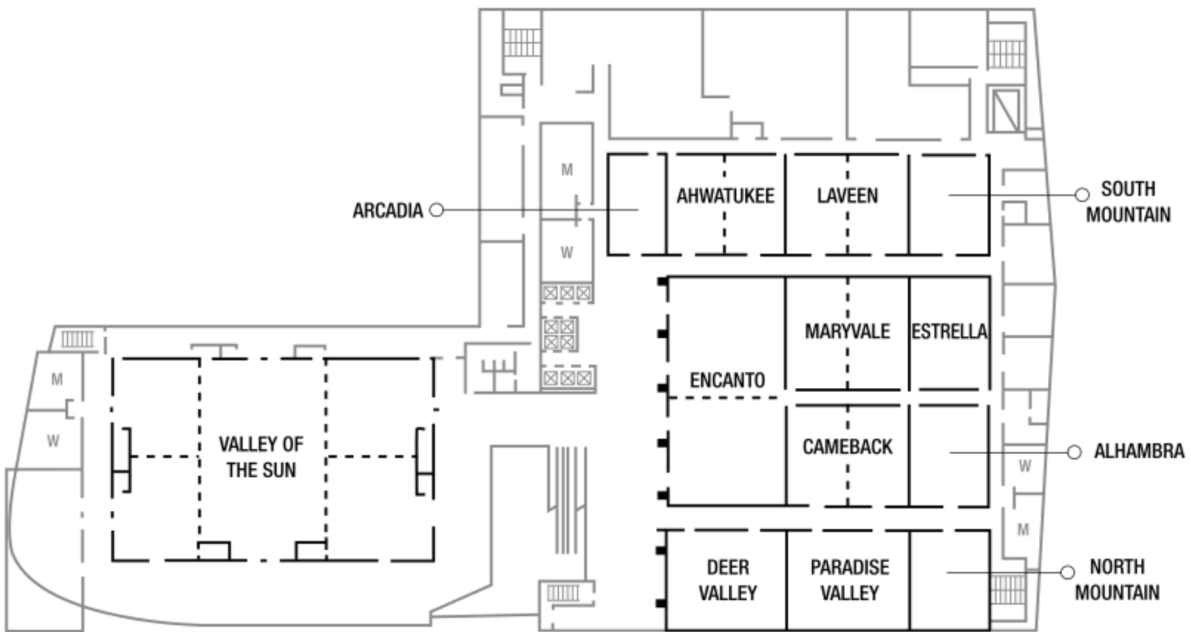 M
W
ARCADIA
AHWATUKEE
LAVEEN
SOUTH
MOUNTAIN
MARYVALE
ESTRELLA
ENCANTO
M
W
VALLEY OF
THE SUN
CAMEBACK
ALHAMBRA
W
M
DEER
VALLEY
PARADISE
VALLEY
NORTH
MOUNTAIN